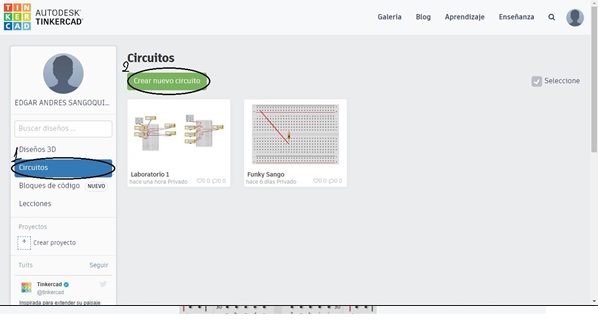 TIN
KER
CAD
AUTODESK
TINKERCAD
Galeria Blog Aprendizaje Enseñanza
EDGAR ANDRES SANGOQUI...
Buscar diseños ...
Diseños 3D
1
Circuitos
Bloques de código NUEVO
Lecciones
Proyectos
+ Crear proyecto
Tuits Seguir
Tinkercad
@tinkercad
Inspirada para extender su paisaje
Circuitos
2
Crear nuevo circuito
Seleccione
Laboratorio 1
hace una hora Privado
0 0
Funky Sango
hace 6 días Privado
0 0